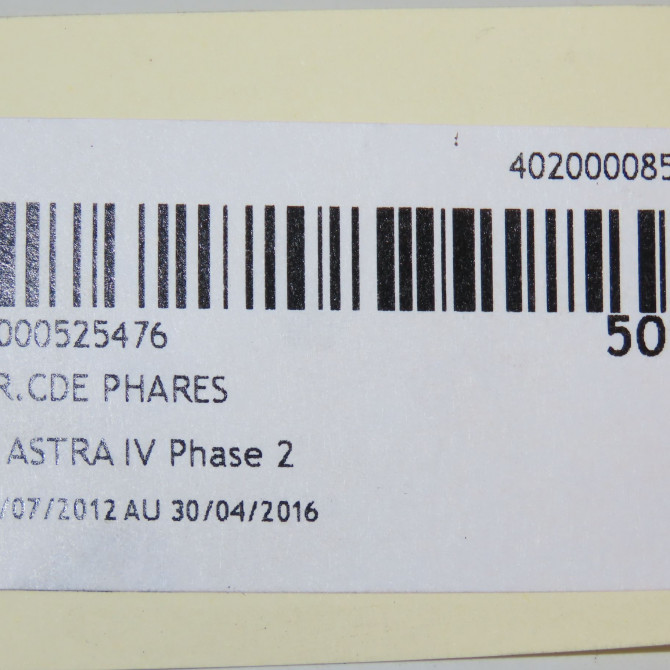 402000085
000525476
50
R.CDE PHARES
ASTRA IV Phase 2
/07/2012 AU 30/04/2016